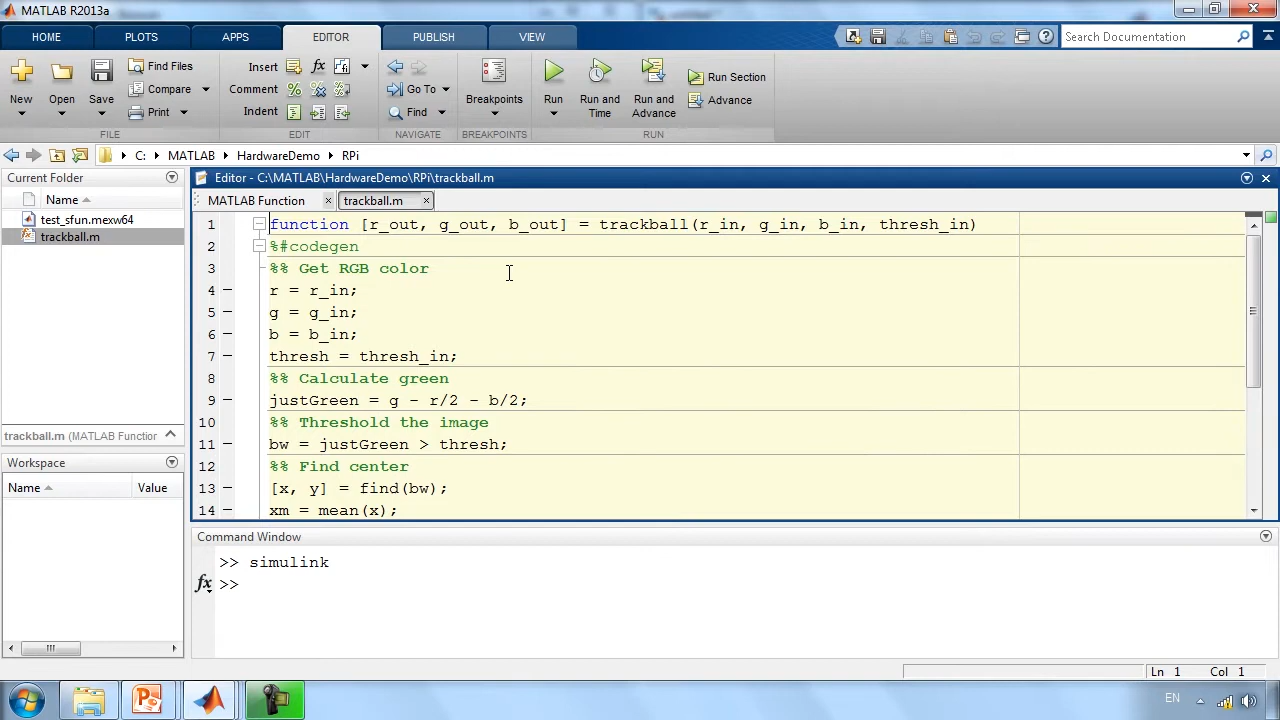 MATLAB R2013a
HOME PLOTS APPS EDITOR PUBLISH VIEW
Search Documentation
New Open Save
Find Files
Compare
Print
FILE
Insert
Comment
Indent
EDIT
Go To
Find
NAVIGATE
Breakpoints
BREAKPOINTS
Run
Run and Time
Run and Advance
Run Section
Advance
RUN
C: MATLAB HardwareDemo RPi
Current Folder
Name
test_sfun.mexw64
trackball.m
trackball.m (MATLAB Function
Workspace
Name Value
Editor - C:\MATLAB\HardwareDemo\RPi\trackball.m
MATLAB Function trackball.m
1 function [r_out, g_out, b_out] = trackball(r_in, g_in, b_in, thresh_in)
2 %#codegen
3 %% Get RGB color
4 r = r_in;
5 g = g_in;
6 b = b_in;
7 thresh = thresh_in;
8 %% Calculate green
9 justGreen = g - r/2 - b/2;
10 %% Threshold the image
11 bw = justGreen > thresh;
12 %% Find center
13 [x, y] = find(bw);
14 xm = mean(x);
Command Window
>> simulink
fx >>
Ln 1 Col 1
EN